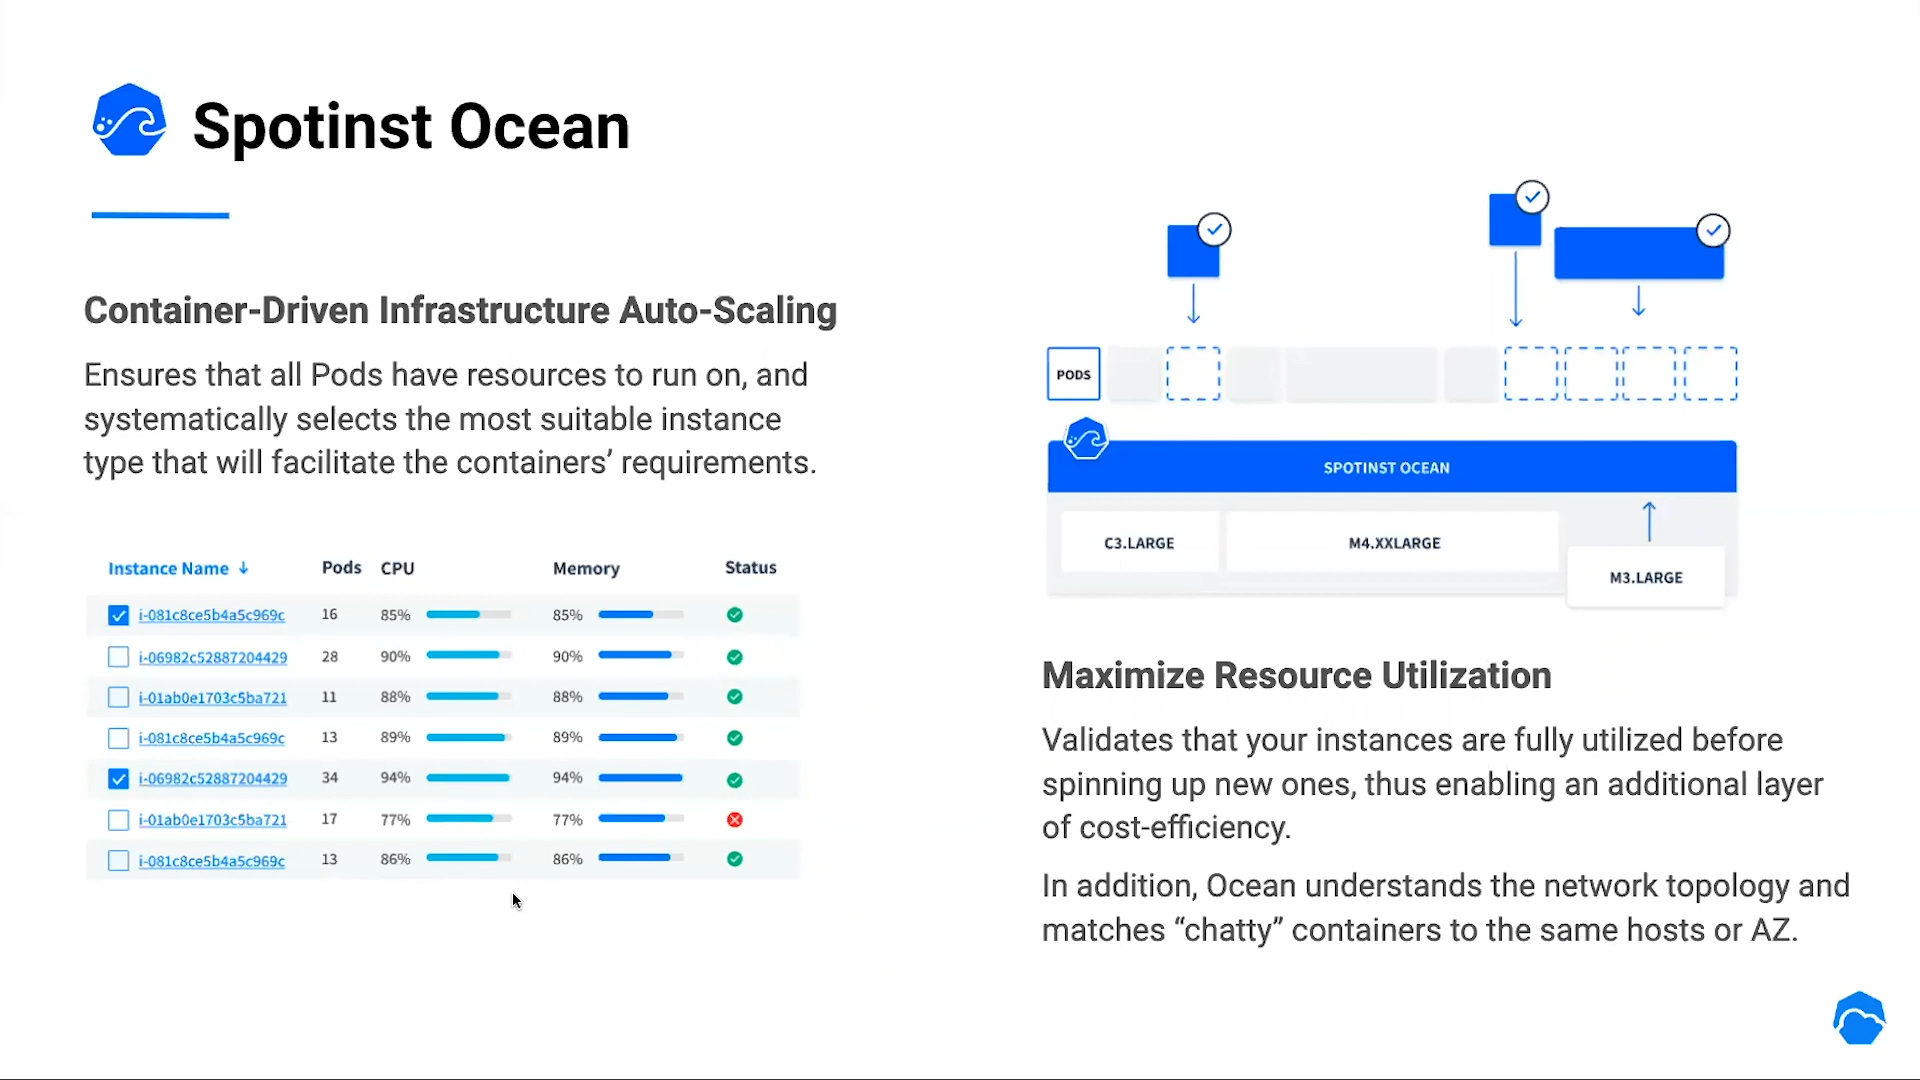 Spotinst Ocean
Container-Driven Infrastructure Auto-Scaling
Ensures that all Pods have resources to run on, and
systematically selects the most suitable instance
type that will facilitate the containers’ requirements.
Instance Name ↓ Pods CPU Memory Status
i-081c8ce5b4a5c969c 16 85% 85%
i-06982c52887204429 28 90% 90%
i-01ab0e1703c5ba721 11 88% 88%
i-081c8ce5b4a5c969c 13 89% 89%
i-06982c52887204429 34 94% 94%
i-01ab0e1703c5ba721 17 77% 77%
i-081c8ce5b4a5c969c 13 86% 86%
PODS
SPOTINST OCEAN
C3.LARGE
M4.XXLARGE
M3.LARGE
Maximize Resource Utilization
Validates that your instances are fully utilized before
spinning up new ones, thus enabling an additional layer
of cost-efficiency.
In addition, Ocean understands the network topology and
matches “chatty” containers to the same hosts or AZ.